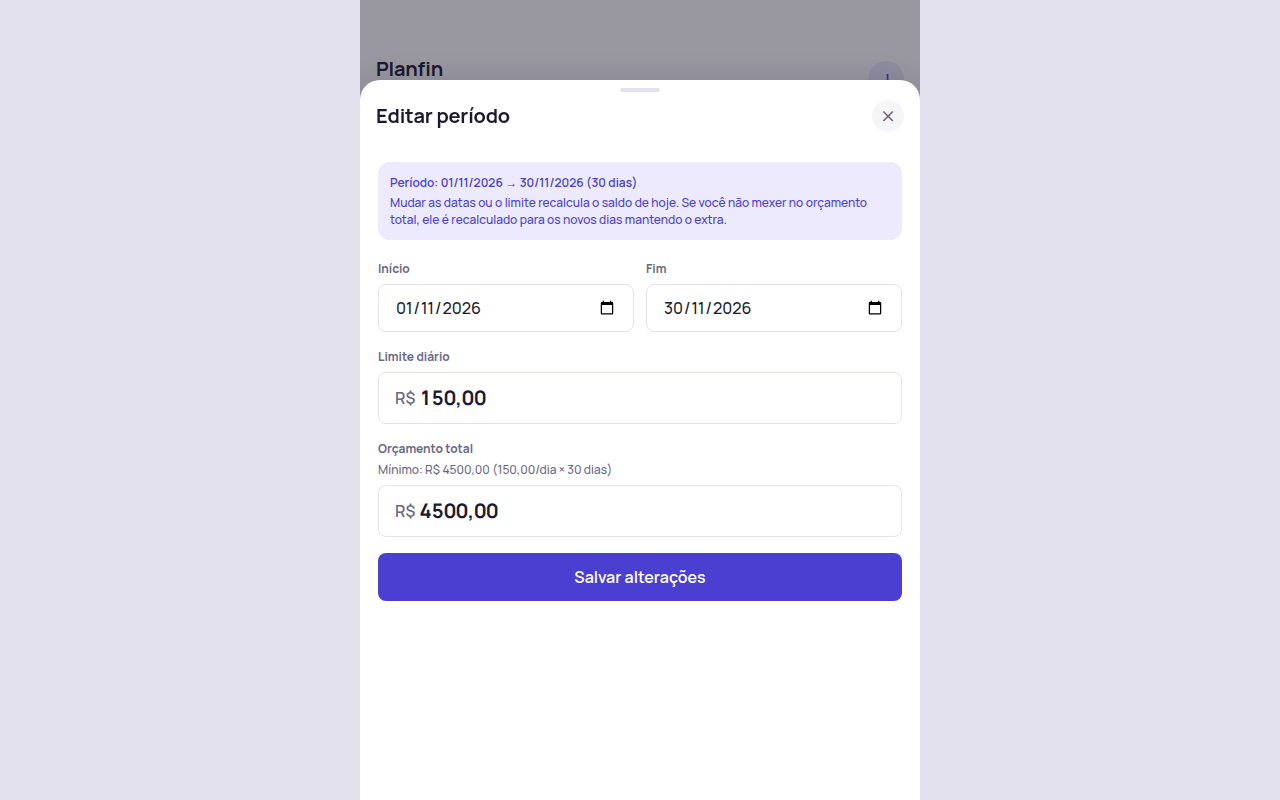 Planfin
Editar período
Período: 01/11/2026 → 30/11/2026 (30 dias)
Mudar as datas ou o limite recalcula o saldo de hoje. Se você não mexer no orçamento
total, ele é recalculado para os novos dias mantendo o extra.
Início
Fim
01/11/2026
30/11/2026
Limite diário
R$ 150,00
Orçamento total
Mínimo: R$ 4500,00 (150,00/dia × 30 dias)
R$ 4500,00
Salvar alterações